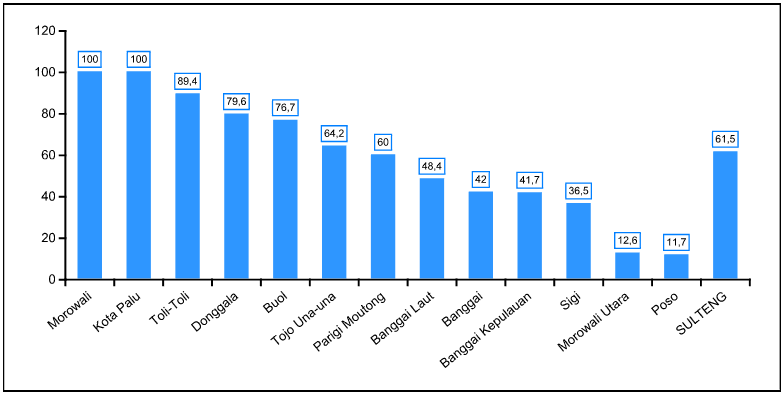 120
100
80
60
40
20
0
100
100
89,4
79,6
76,7
64,2
60
48,4
42
41,7
36,5
12,6
11,7
61,5
Morowali
Kota Palu
Toli-Toli
Donggala
Buol
Tojo Una-una
Parigi Moutong
Banggai Laut
Banggai
Banggai Kepulauan
Sigi
Morowali Utara
Poso
SULTENG